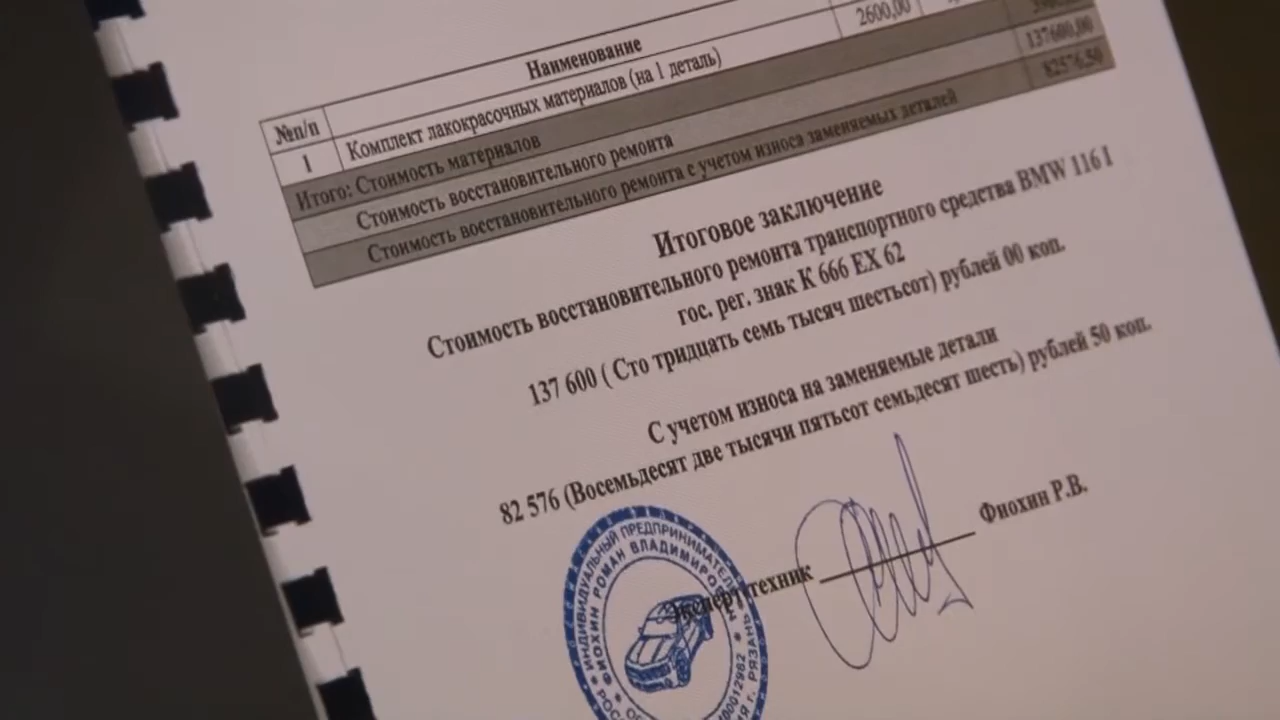 2600,00
Наименование
№п/п
1 Комплект лакокрасочных материалов (на 1 деталь)
Итого: Стоимость материалов
Стоимость восстановительного ремонта 137600,00
Стоимость восстановительного ремонта с учетом износа заменяемых деталей 82576,50
Итоговое заключение
Стоимость восстановительного ремонта транспортного средства BMW 116 I
гос. рег. знак К 666 ЕХ 62
137 600 ( Сто тридцать семь тысяч шестьсот) рублей 00 коп.
С учетом износа на заменяемые детали
82 576 (Восемьдесят две тысячи пятьсот семьдесят шесть) рублей 50 коп.
Эксперт-техник Фиохин Р.В.
ИНДИВИДУАЛЬНЫЙ ПРЕДПРИНИМАТЕЛЬ
ФИОХИН РОМАН ВЛАДИМИРОВИЧ
г. РЯЗАНЬ